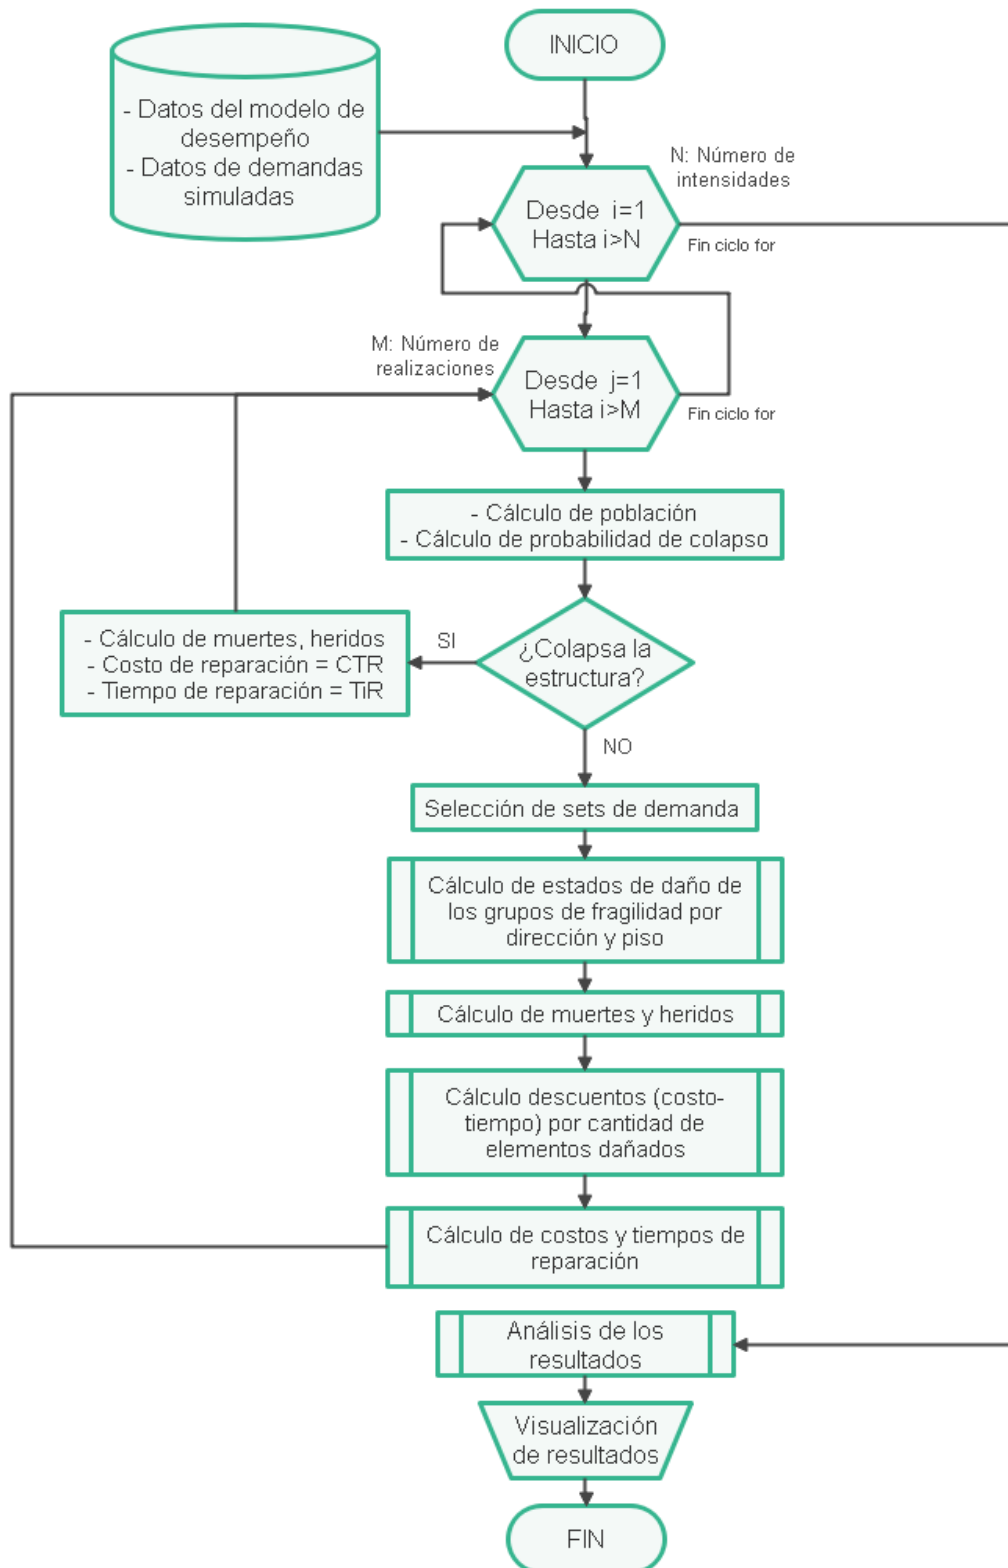 INICIO
- Datos del modelo de
desempeño
- Datos de demandas
simuladas
N: Número de
intensidades
Desde i=1
Hasta i>N
Fin ciclo for
M: Número de
realizaciones
Desde j=1
Hasta i>M
Fin ciclo for
- Cálculo de población
- Cálculo de probabilidad de colapso
¿Colapsa la
estructura?
SI
- Cálculo de muertes, heridos
- Costo de reparación = CTR
- Tiempo de reparación = TiR
NO
Selección de sets de demanda
Cálculo de estados de daño de
los grupos de fragilidad por
dirección y piso
Cálculo de muertes y heridos
Cálculo descuentos (costo-
tiempo) por cantidad de
elementos dañados
Cálculo de costos y tiempos de
reparación
Análisis de los
resultados
Visualización
de resultados
FIN